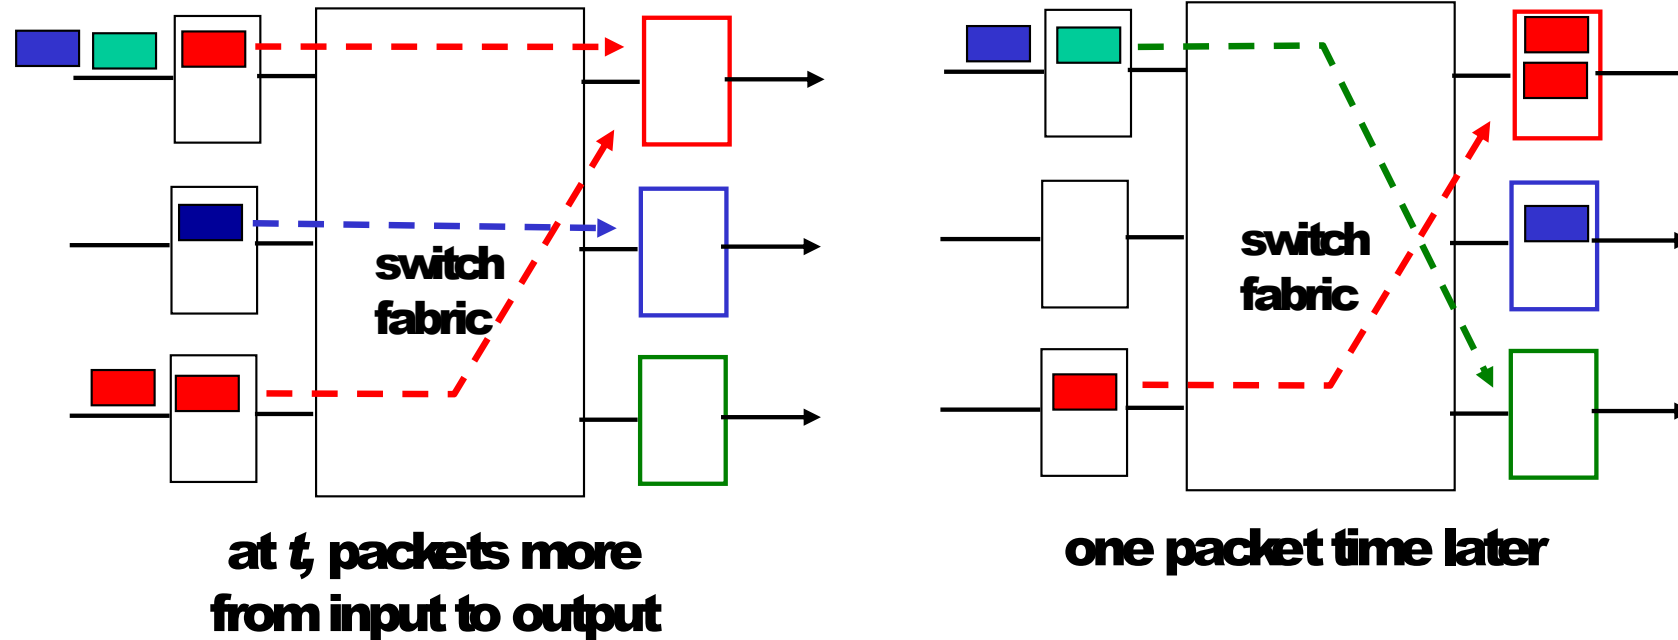 switch
fabric
at t, packets more
from input to output
switch
fabric
one packet time later